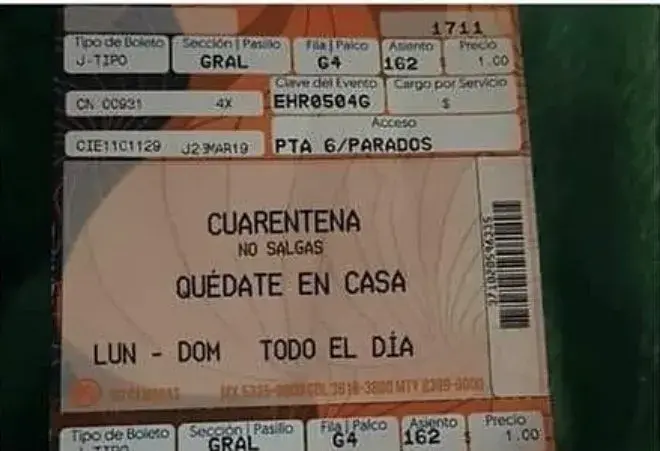 1711
Tipo de Boleto Sección | Pasillo Fila | Palco Asiento Precio
J-TIPO GRAL G4 162 $ 1.00
Clave del Evento Cargo por Servicio
CN 00931 4X EHR0504G $
Acceso
CIE11C1129 J23MAR19 PTA 6/PARADOS
CUARENTENA
NO SALGAS
QUÉDATE EN CASA
LUN - DOM TODO EL DÍA
Tipo de Boleto Sección | Pasillo Fila | Palco Asiento Precio
J-TIPO GRAL G4 162 $ 1.00